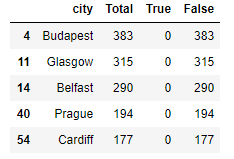 city Total True False
4 Budapest 383 0 383
11 Glasgow 315 0 315
14 Belfast 290 0 290
40 Prague 194 0 194
54 Cardiff 177 0 177